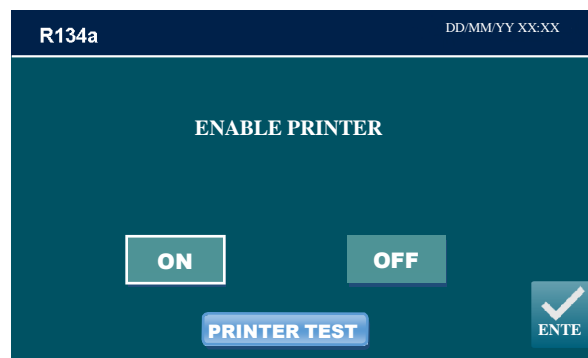 R134a
DD/MM/YY XX:XX
ENABLE PRINTER
ON
OFF
PRINTER TEST
ENTE